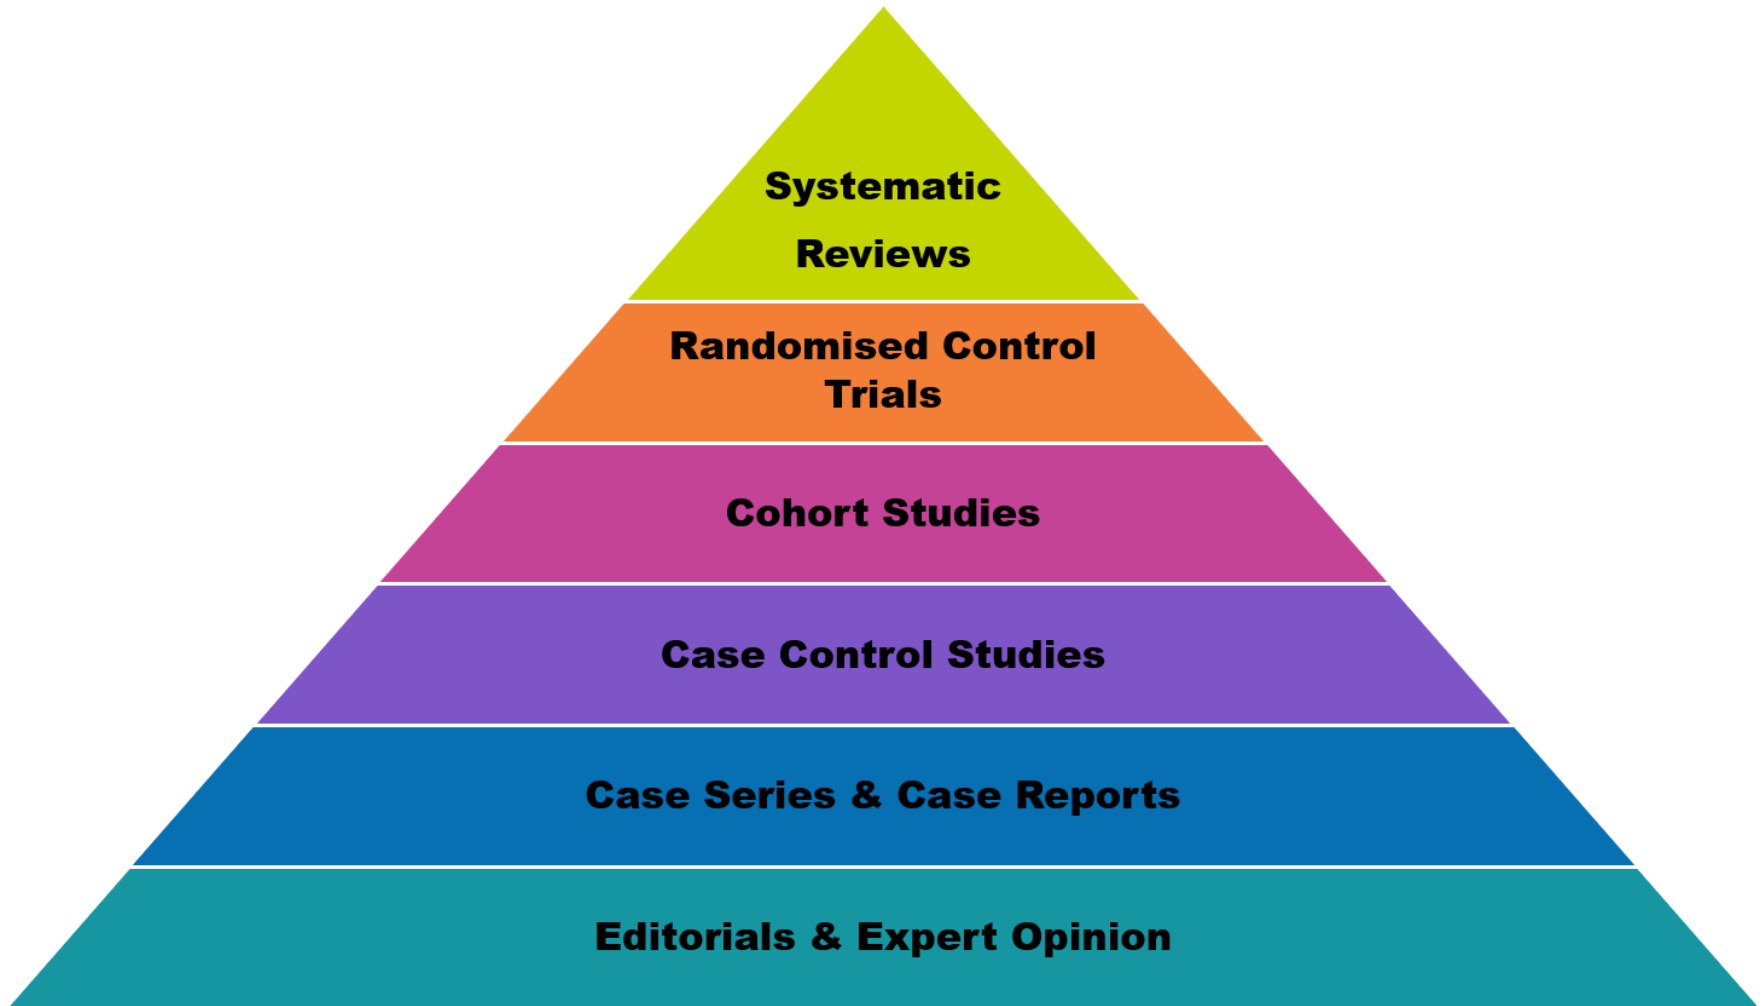 Systematic
Reviews
Randomised Control
Trials
Cohort Studies
Case Control Studies
Case Series & Case Reports
Editorials & Expert Opinion